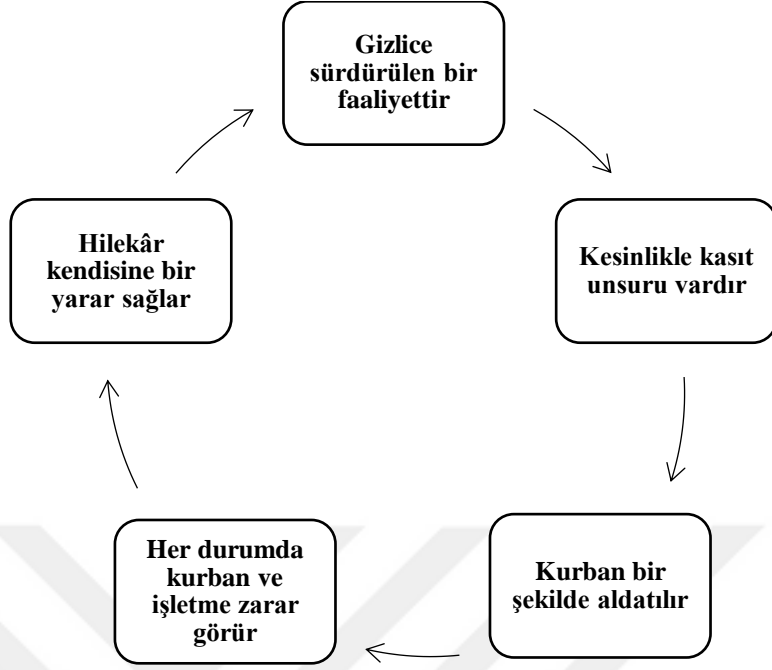 Gizlice
sürdürülen bir
faaliyettir
Kesinlikle kasıt
unsuru vardır
Kurban bir
şekilde aldatılır
Her durumda
kurban ve
işletme zarar
görür
Hilekâr
kendisine bir
yarar sağlar